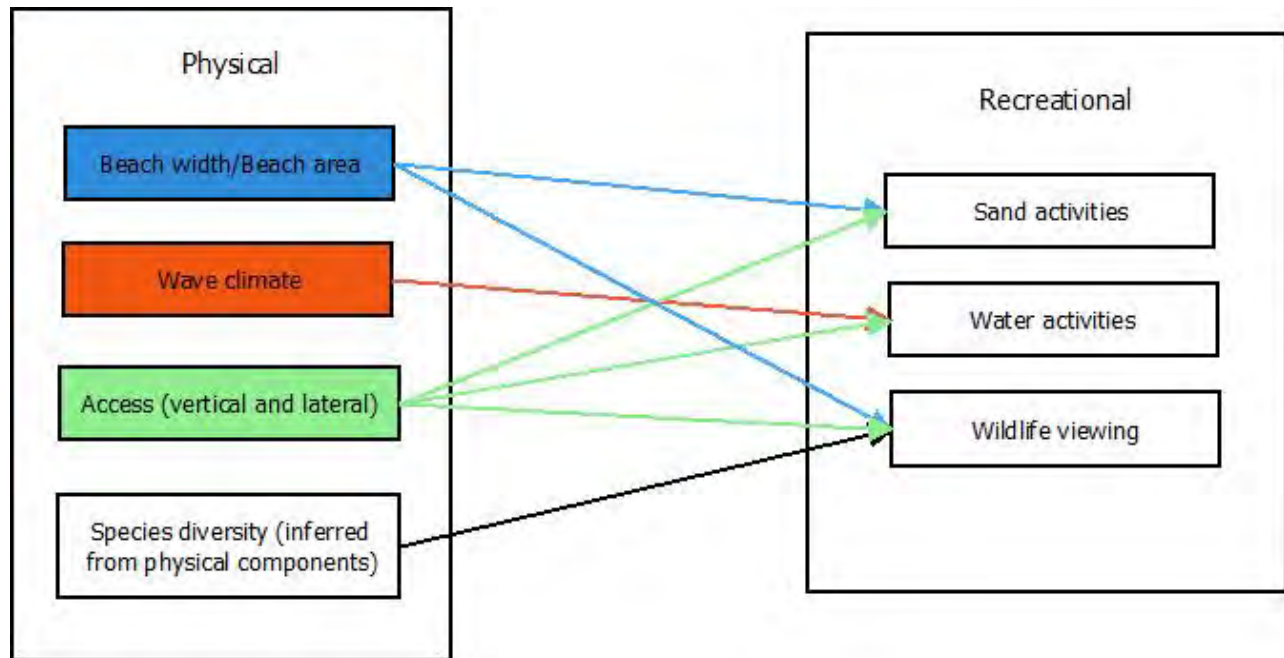 Physical
Beach width/Beach area
Wave climate
Access (vertical and lateral)
Species diversity (inferred
from physical components)
Recreational
Sand activities
Water activities
Wildlife viewing